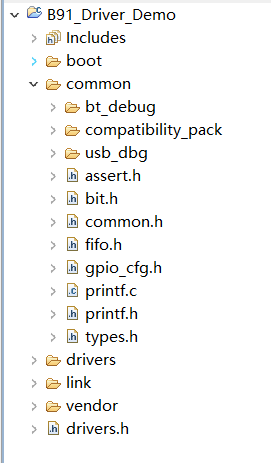 B91_Driver_Demo
Includes
boot
common
bt_debug
compatibility_pack
usb_dbg
assert.h
bit.h
common.h
fifo.h
gpio_cfg.h
printf.c
printf.h
types.h
drivers
link
vendor
drivers.h